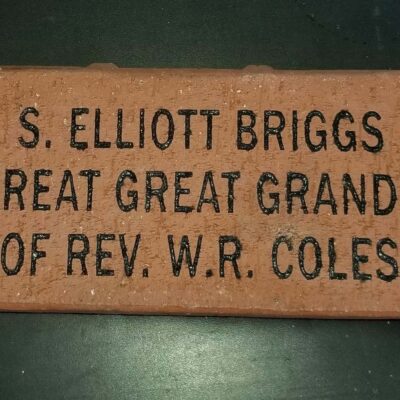 S. ELLIOTT BRIGGS
REAT GREAT GRAND
OF REV. W.R. COLES